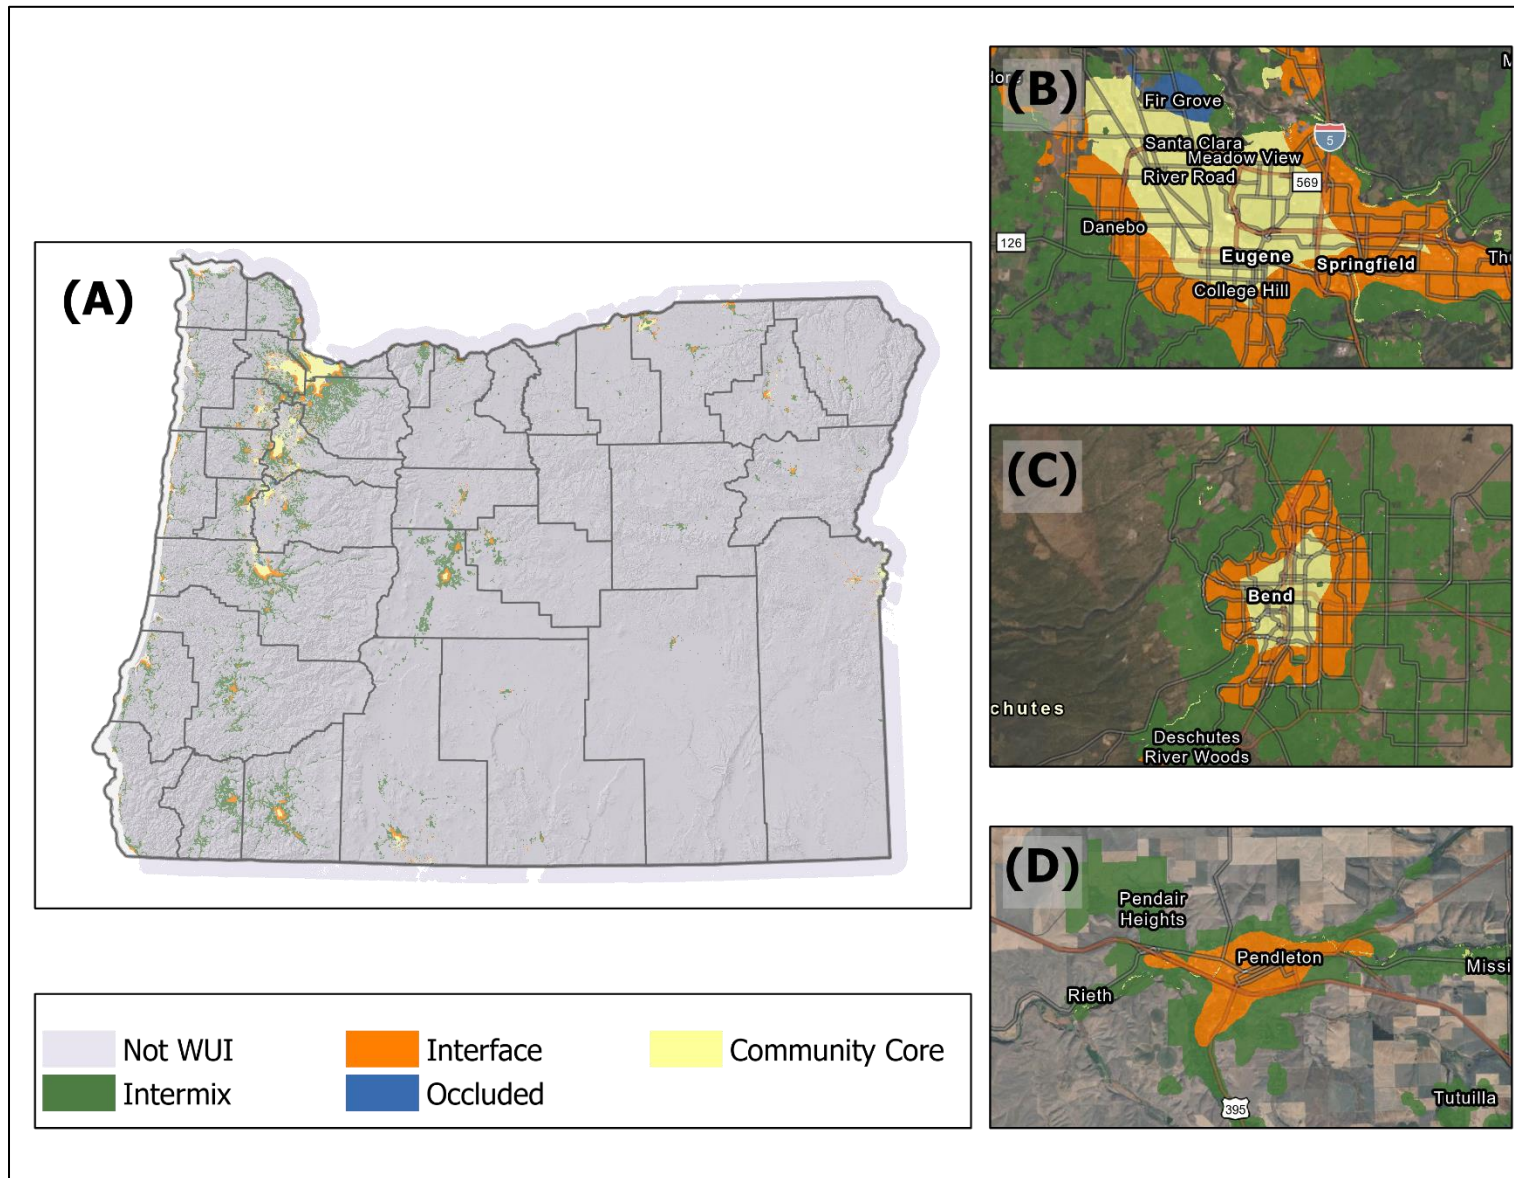 (A)
Not WUI
Interface
Community Core
Intermix
Occluded
(B)
Fir Grove
5
Santa Clara
Meadow View
River Road
569
Danebo
126
Eugene
Springfield
College Hill
(C)
Bend
chutes
Deschutes
River Woods
(D)
Pendair
Heights
Pendleton
Missi
Rieth
Tutuilla
395